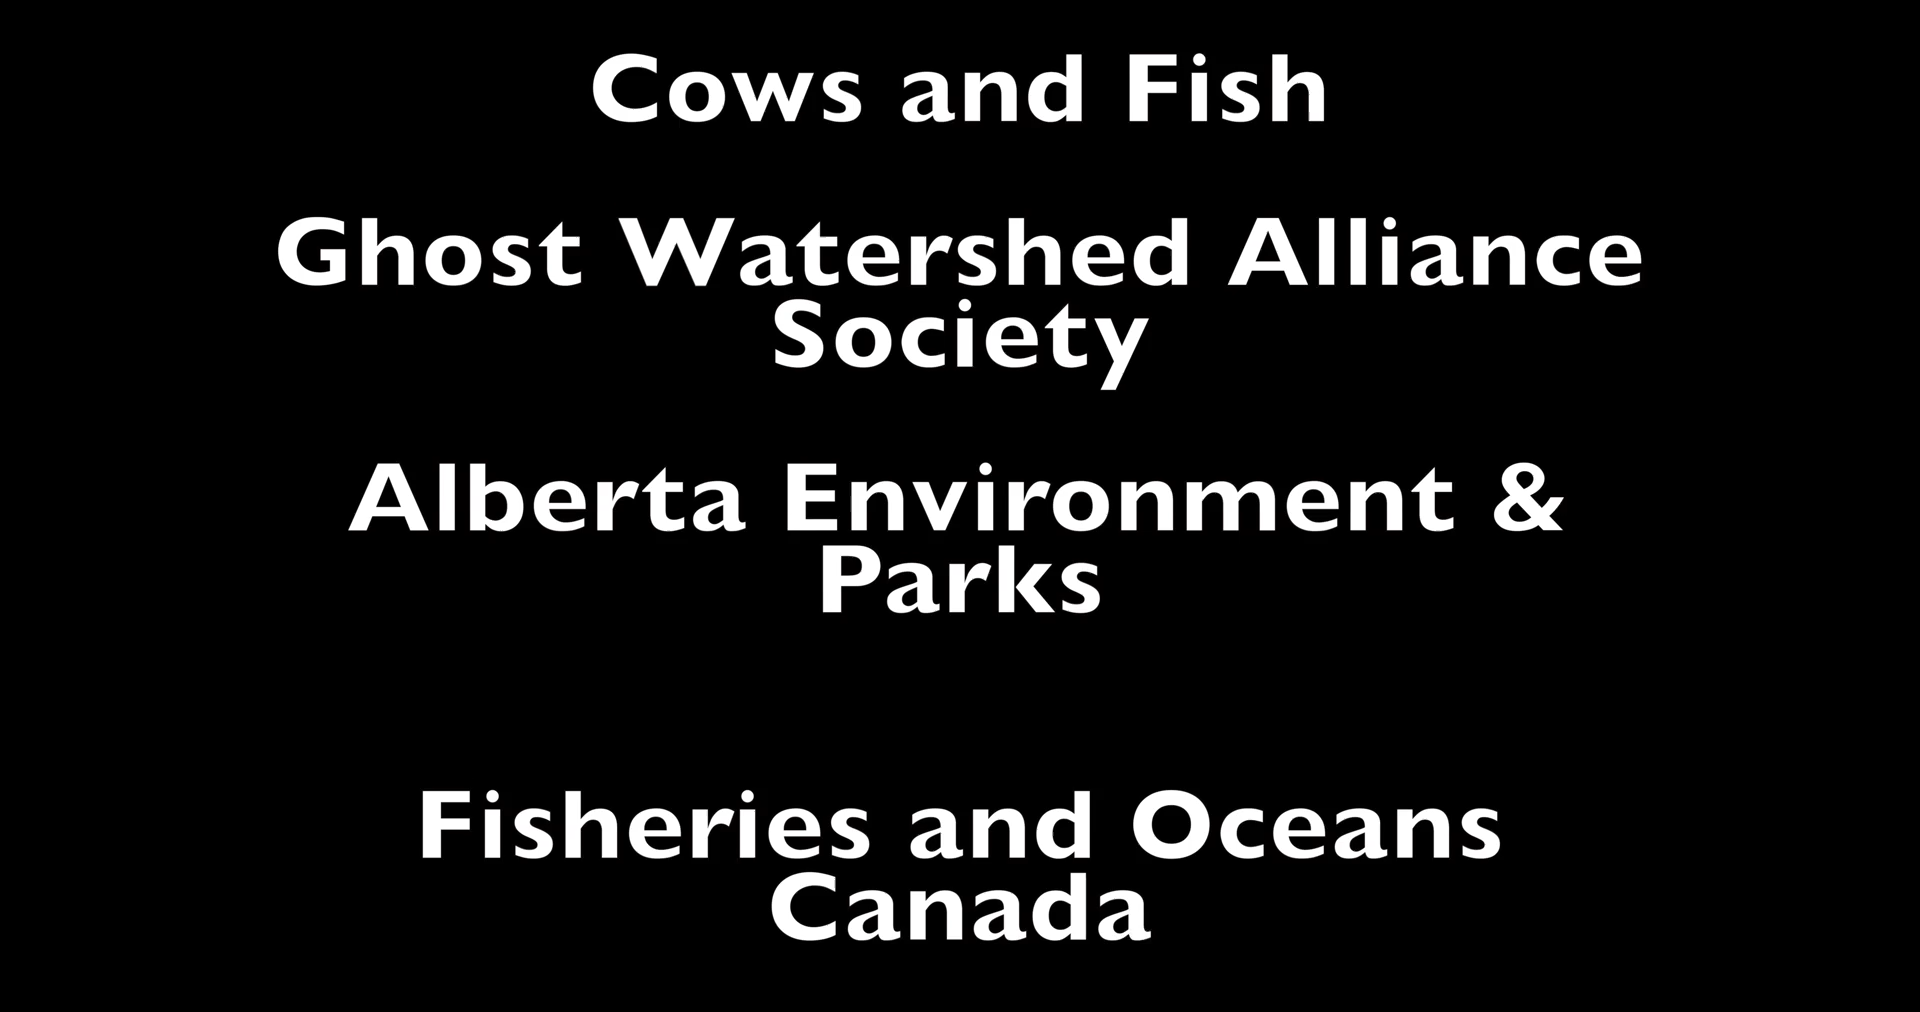 Cows and Fish
Ghost Watershed Alliance
Society
Alberta Environment &
Parks
Fisheries and Oceans
Canada